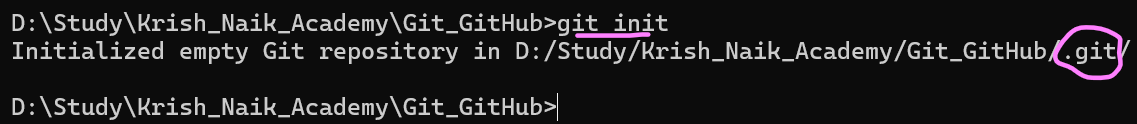 D:\Study\Krish_Naik_Academy\Git_GitHub>git init
Initialized empty Git repository in D:/Study/Krish_Naik_Academy/Git_GitHub/.git/
D:\Study\Krish_Naik_Academy\Git_GitHub>